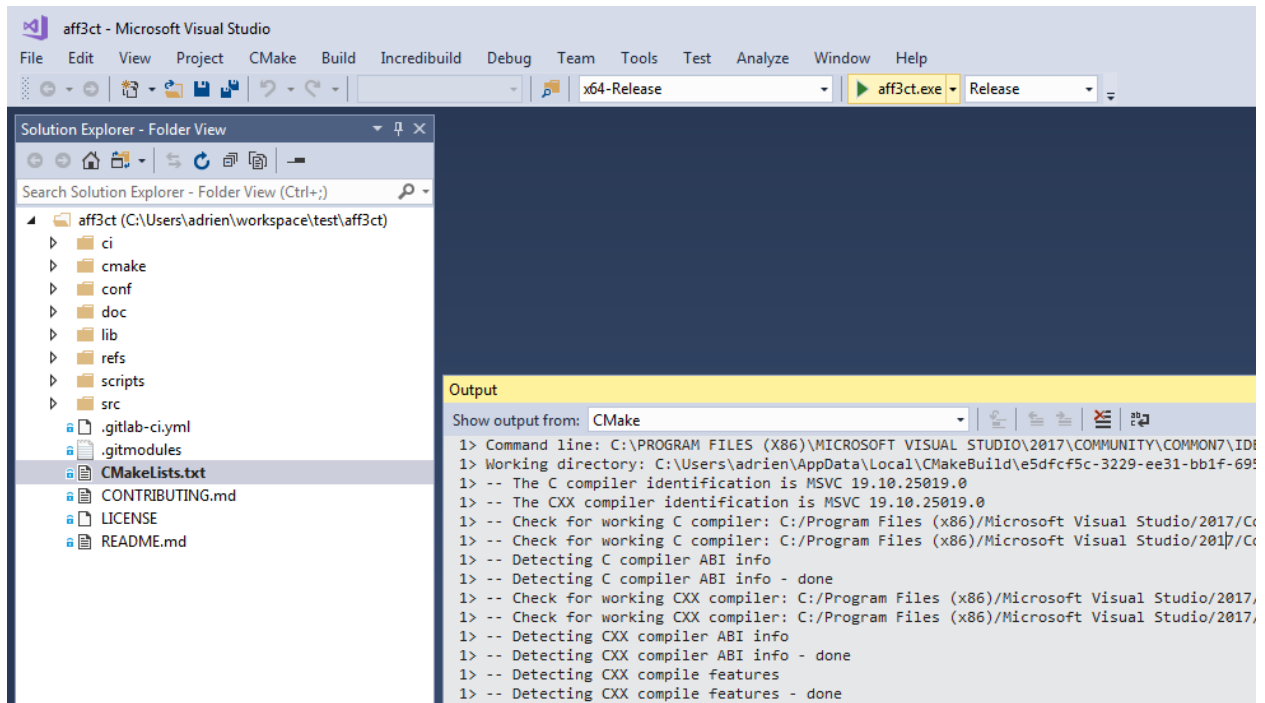 aff3ct - Microsoft Visual Studio
File Edit View Project CMake Build Incredibuild Debug Team Tools Test Analyze Window Help
x64-Release aff3ct.exe Release
Solution Explorer - Folder View
Search Solution Explorer - Folder View (Ctrl+;)
aff3ct (C:\Users\adrien\workspace\test\aff3ct)
ci
cmake
conf
doc
lib
refs
scripts
src
.gitlab-ci.yml
.gitmodules
CMakeLists.txt
CONTRIBUTING.md
LICENSE
README.md
Output
Show output from: CMake
1> Command line: C:\PROGRAM FILES (X86)\MICROSOFT VISUAL STUDIO\2017\COMMUNITY\COMMON7\IDE
1> Working directory: C:\Users\adrien\AppData\Local\CMakeBuild\e5dfcf5c-3229-ee31-bb1f-695
1> -- The C compiler identification is MSVC 19.10.25019.0
1> -- The CXX compiler identification is MSVC 19.10.25019.0
1> -- Check for working C compiler: C:/Program Files (x86)/Microsoft Visual Studio/2017/Co
1> -- Check for working C compiler: C:/Program Files (x86)/Microsoft Visual Studio/2017/Co
1> -- Detecting C compiler ABI info
1> -- Detecting C compiler ABI info - done
1> -- Check for working CXX compiler: C:/Program Files (x86)/Microsoft Visual Studio/2017/
1> -- Check for working CXX compiler: C:/Program Files (x86)/Microsoft Visual Studio/2017/
1> -- Detecting CXX compiler ABI info
1> -- Detecting CXX compiler ABI info - done
1> -- Detecting CXX compile features
1> -- Detecting CXX compile features - done